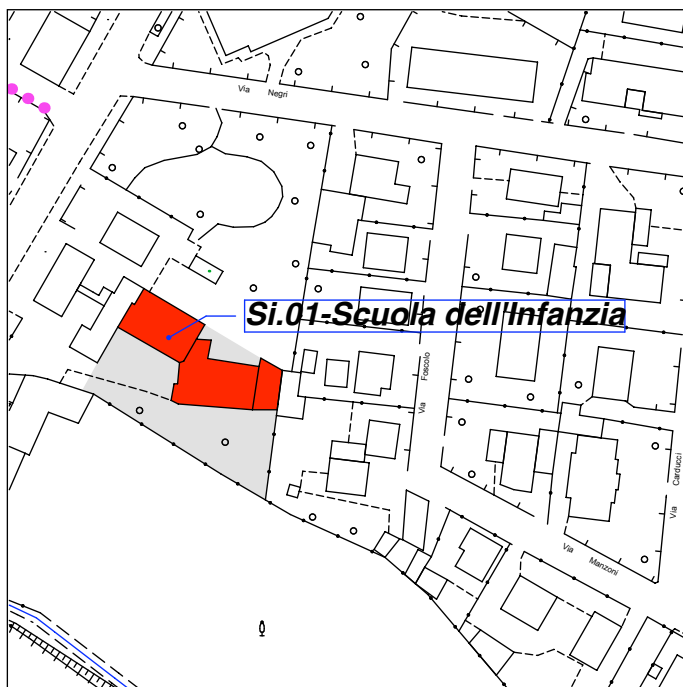 Via Negri
Si.01-Scuola dell'Infanzia
Via Foscolo
Via Carducci
Via Manzoni